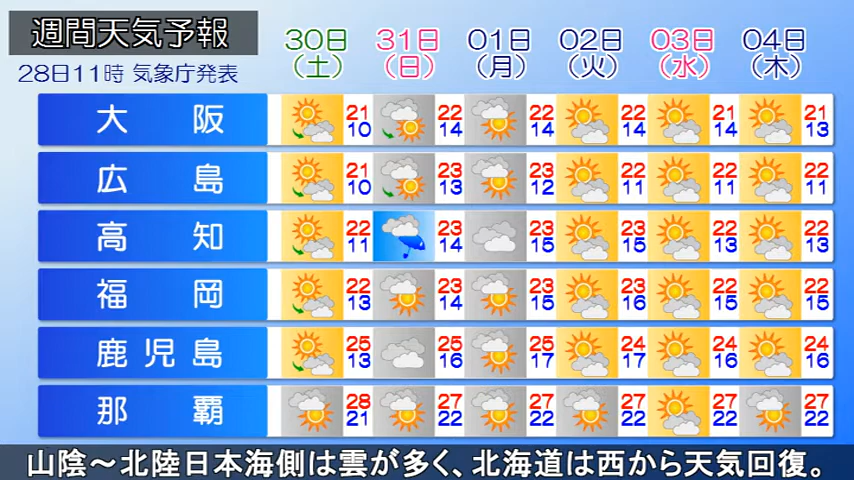 週間天気予報
28日11時 気象庁発表
30日 31日 01日 02日 03日 04日
(土) (日) (月) (火) (水) (木)
大阪 21 10 22 14 22 14 22 14 21 14 21 13
広島 21 10 23 13 23 12 22 11 22 11 22 11
高知 22 11 23 14 23 15 23 15 22 13 22 13
福岡 22 13 23 14 23 15 23 16 22 15 22 15
鹿児島 25 13 25 16 25 17 24 17 24 16 24 16
那覇 28 21 27 22 27 22 27 22 27 22 27 22
山陰～北陸日本海側は雲が多く、北海道は西から天気回復。